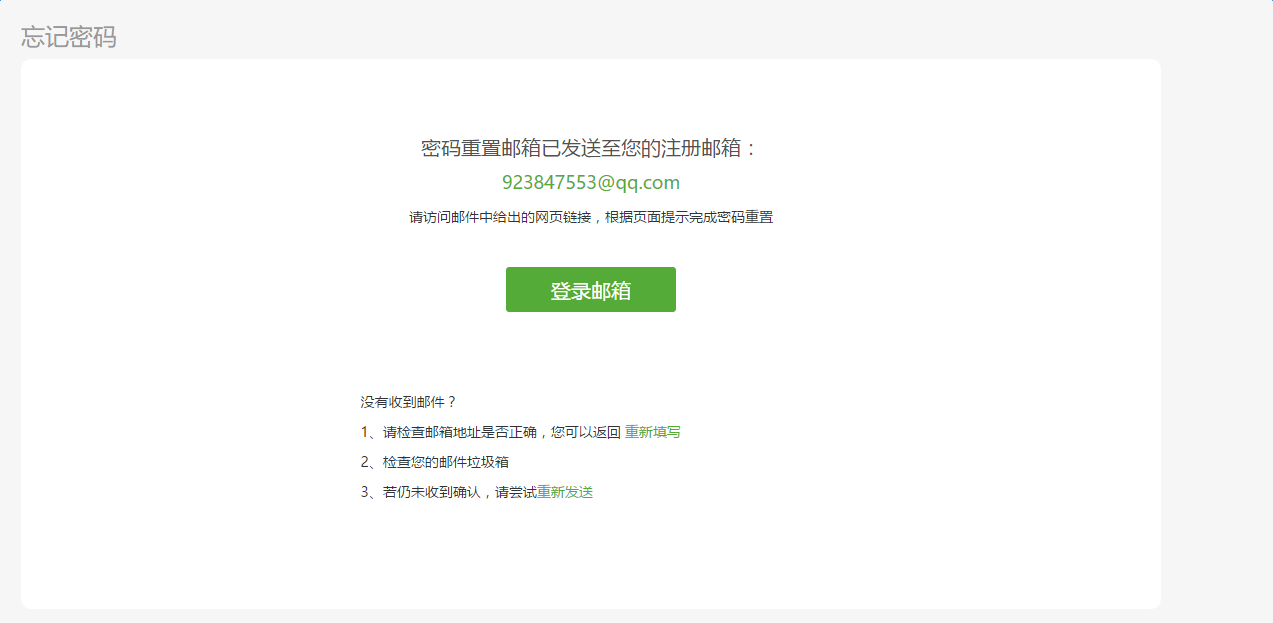 忘记密码
密码重置邮箱已发送至您的注册邮箱：
923847553@qq.com
请访问邮件中给出的网页链接，根据页面提示完成密码重置
登录邮箱
没有收到邮件？
1、请检查邮箱地址是否正确，您可以返回 重新填写
2、检查您的邮件垃圾箱
3、若仍未收到确认，请尝试重新发送